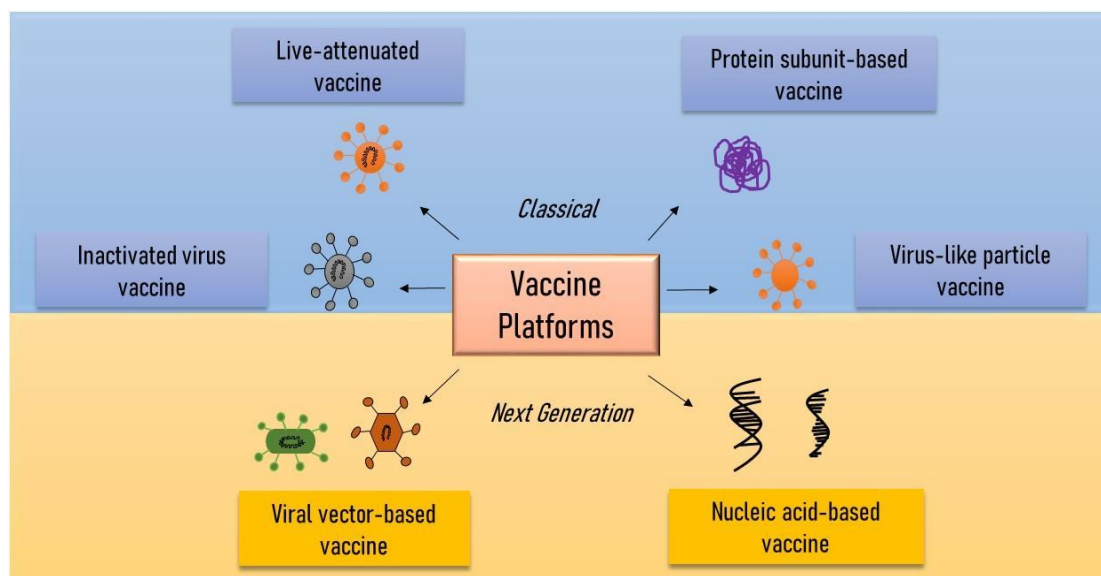 Live-attenuated
vaccine
Protein subunit-based
vaccine
Classical
Inactivated virus
vaccine
Vaccine
Platforms
Virus-like particle
vaccine
Next Generation
Viral vector-based
vaccine
Nucleic acid-based
vaccine